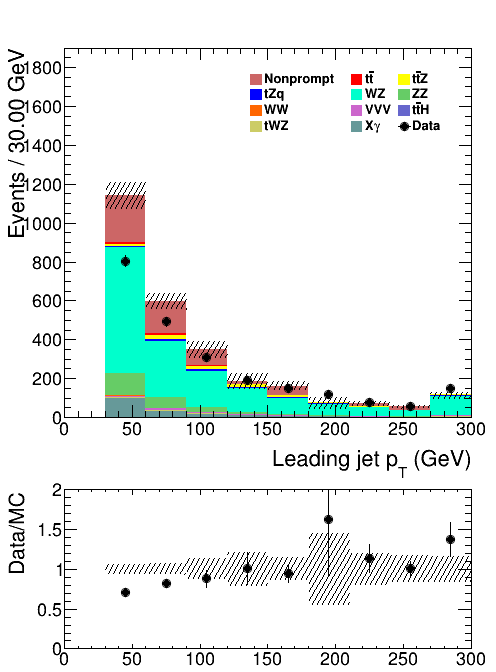 Events / 30.00 GeV
1800
1600
1400
1200
1000
800
600
400
200
0
Nonprompt tt̄ tt̄Z
tZq WZ ZZ
WW VVV tt̄H
tWZ Xγ Data
0 50 100 150 200 250 300
Leading jet p_T (GeV)
Data/MC
2
1.5
1
0.5
0
0 50 100 150 200 250 300